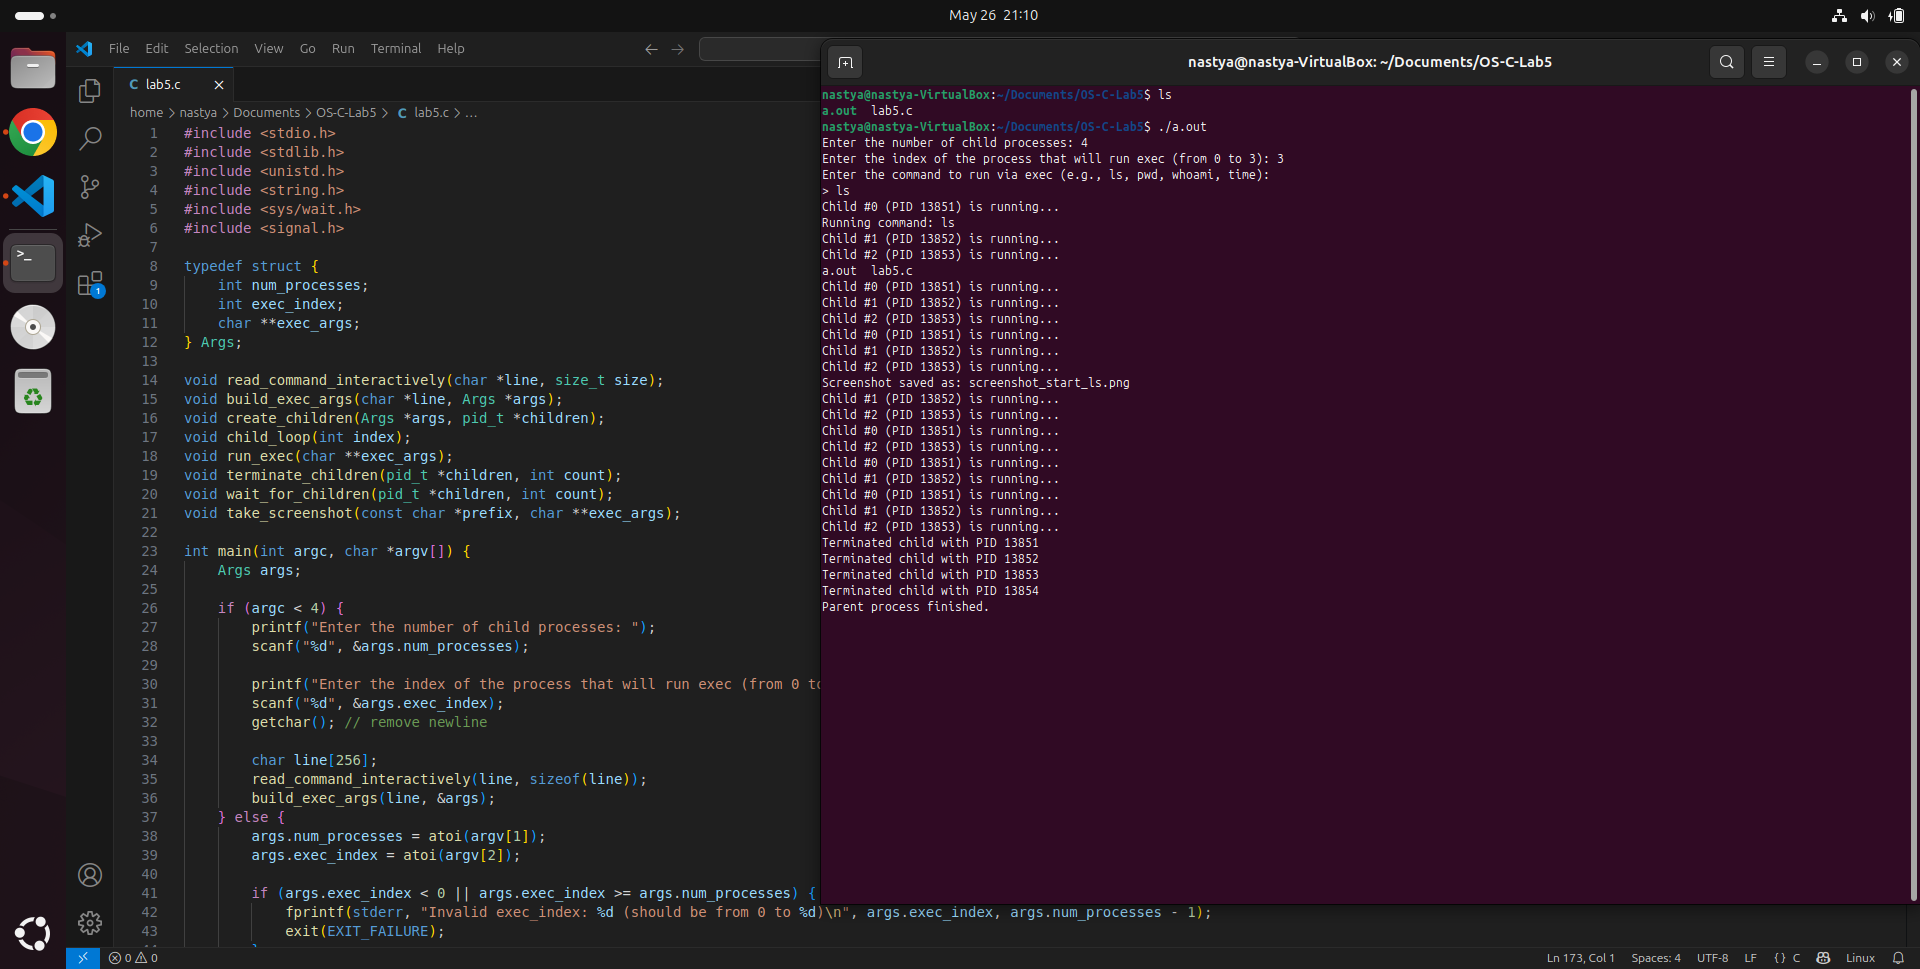 May 26 21:10
File Edit Selection View Go Run Terminal Help
lab5.c
home > nastya > Documents > OS-C-Lab5 > C lab5.c > ...
1 #include <stdio.h>
2 #include <stdlib.h>
3 #include <unistd.h>
4 #include <string.h>
5 #include <sys/wait.h>
6 #include <signal.h>
7
8 typedef struct {
9 int num_processes;
10 int exec_index;
11 char **exec_args;
12 } Args;
13
14 void read_command_interactively(char *line, size_t size);
15 void build_exec_args(char *line, Args *args);
16 void create_children(Args *args, pid_t *children);
17 void child_loop(int index);
18 void run_exec(char **exec_args);
19 void terminate_children(pid_t *children, int count);
20 void wait_for_children(pid_t *children, int count);
21 void take_screenshot(const char *prefix, char **exec_args);
22
23 int main(int argc, char *argv[]) {
24 Args args;
25
26 if (argc < 4) {
27 printf("Enter the number of child processes: ");
28 scanf("%d", &args.num_processes);
29
30 printf("Enter the index of the process that will run exec (from 0 to
31 scanf("%d", &args.exec_index);
32 getchar(); // remove newline
33
34 char line[256];
35 read_command_interactively(line, sizeof(line));
36 build_exec_args(line, &args);
37 } else {
38 args.num_processes = atoi(argv[1]);
39 args.exec_index = atoi(argv[2]);
40
41 if (args.exec_index < 0 || args.exec_index >= args.num_processes) {
42 fprintf(stderr, "Invalid exec_index: %d (should be from 0 to %d)\n", args.exec_index, args.num_processes - 1);
43 exit(EXIT_FAILURE);
nastya@nastya-VirtualBox: ~/Documents/OS-C-Lab5
nastya@nastya-VirtualBox:~/Documents/OS-C-Lab5$ ls
a.out lab5.c
nastya@nastya-VirtualBox:~/Documents/OS-C-Lab5$ ./a.out
Enter the number of child processes: 4
Enter the index of the process that will run exec (from 0 to 3): 3
Enter the command to run via exec (e.g., ls, pwd, whoami, time):
> ls
Child #0 (PID 13851) is running...
Running command: ls
Child #1 (PID 13852) is running...
Child #2 (PID 13853) is running...
a.out lab5.c
Child #0 (PID 13851) is running...
Child #1 (PID 13852) is running...
Child #2 (PID 13853) is running...
Child #0 (PID 13851) is running...
Child #1 (PID 13852) is running...
Child #2 (PID 13853) is running...
Screenshot saved as: screenshot_start_ls.png
Child #1 (PID 13852) is running...
Child #2 (PID 13853) is running...
Child #0 (PID 13851) is running...
Child #2 (PID 13853) is running...
Child #0 (PID 13851) is running...
Child #1 (PID 13852) is running...
Child #0 (PID 13851) is running...
Child #1 (PID 13852) is running...
Child #2 (PID 13853) is running...
Terminated child with PID 13851
Terminated child with PID 13852
Terminated child with PID 13853
Terminated child with PID 13854
Parent process finished.
1
0 0
Ln 173, Col 1 Spaces: 4 UTF-8 LF {} C Linux